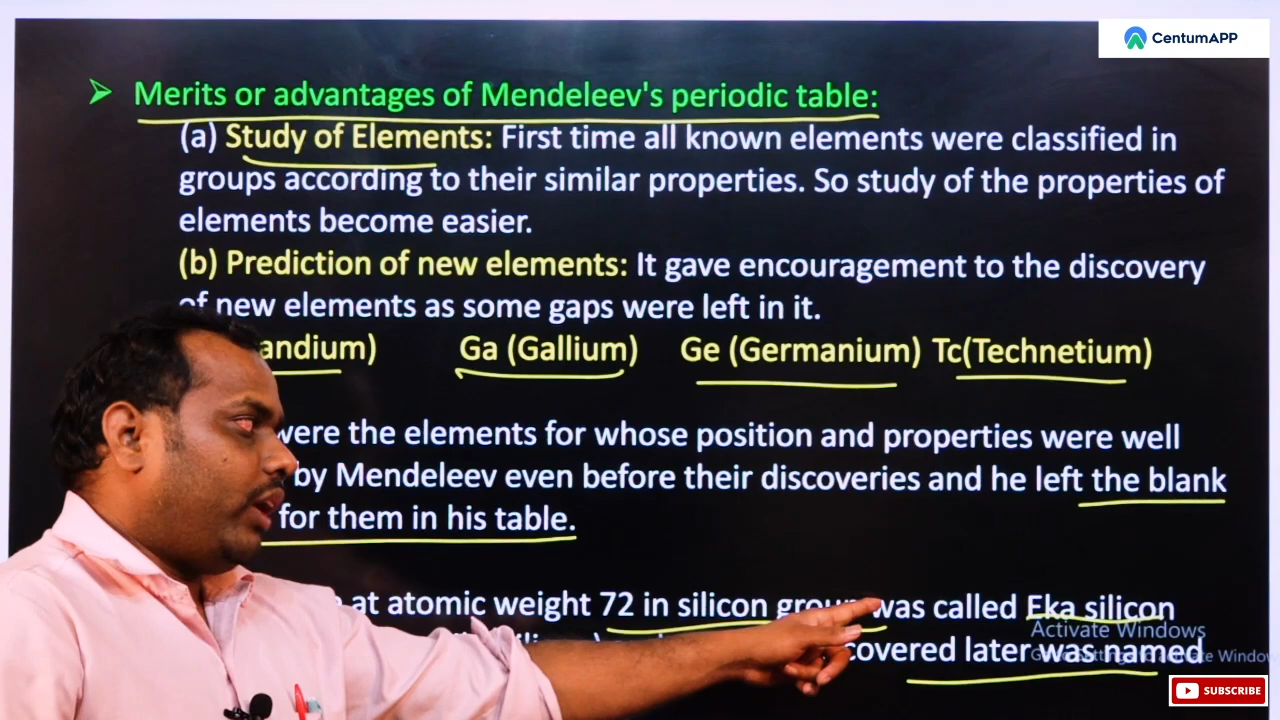 CentumAPP
Merits or advantages of Mendeleev's periodic table:
(a) Study of Elements: First time all known elements were classified in
groups according to their similar properties. So study of the properties of
elements become easier.
(b) Prediction of new elements: It gave encouragement to the discovery
of new elements as some gaps were left in it.
andium) Ga (Gallium) Ge (Germanium) Tc(Technetium)
were the elements for whose position and properties were well
by Mendeleev even before their discoveries and he left the blank
for them in his table.
at atomic weight 72 in silicon group was called Eka silicon
Activate Windows
covered later was named
SUBSCRIBE